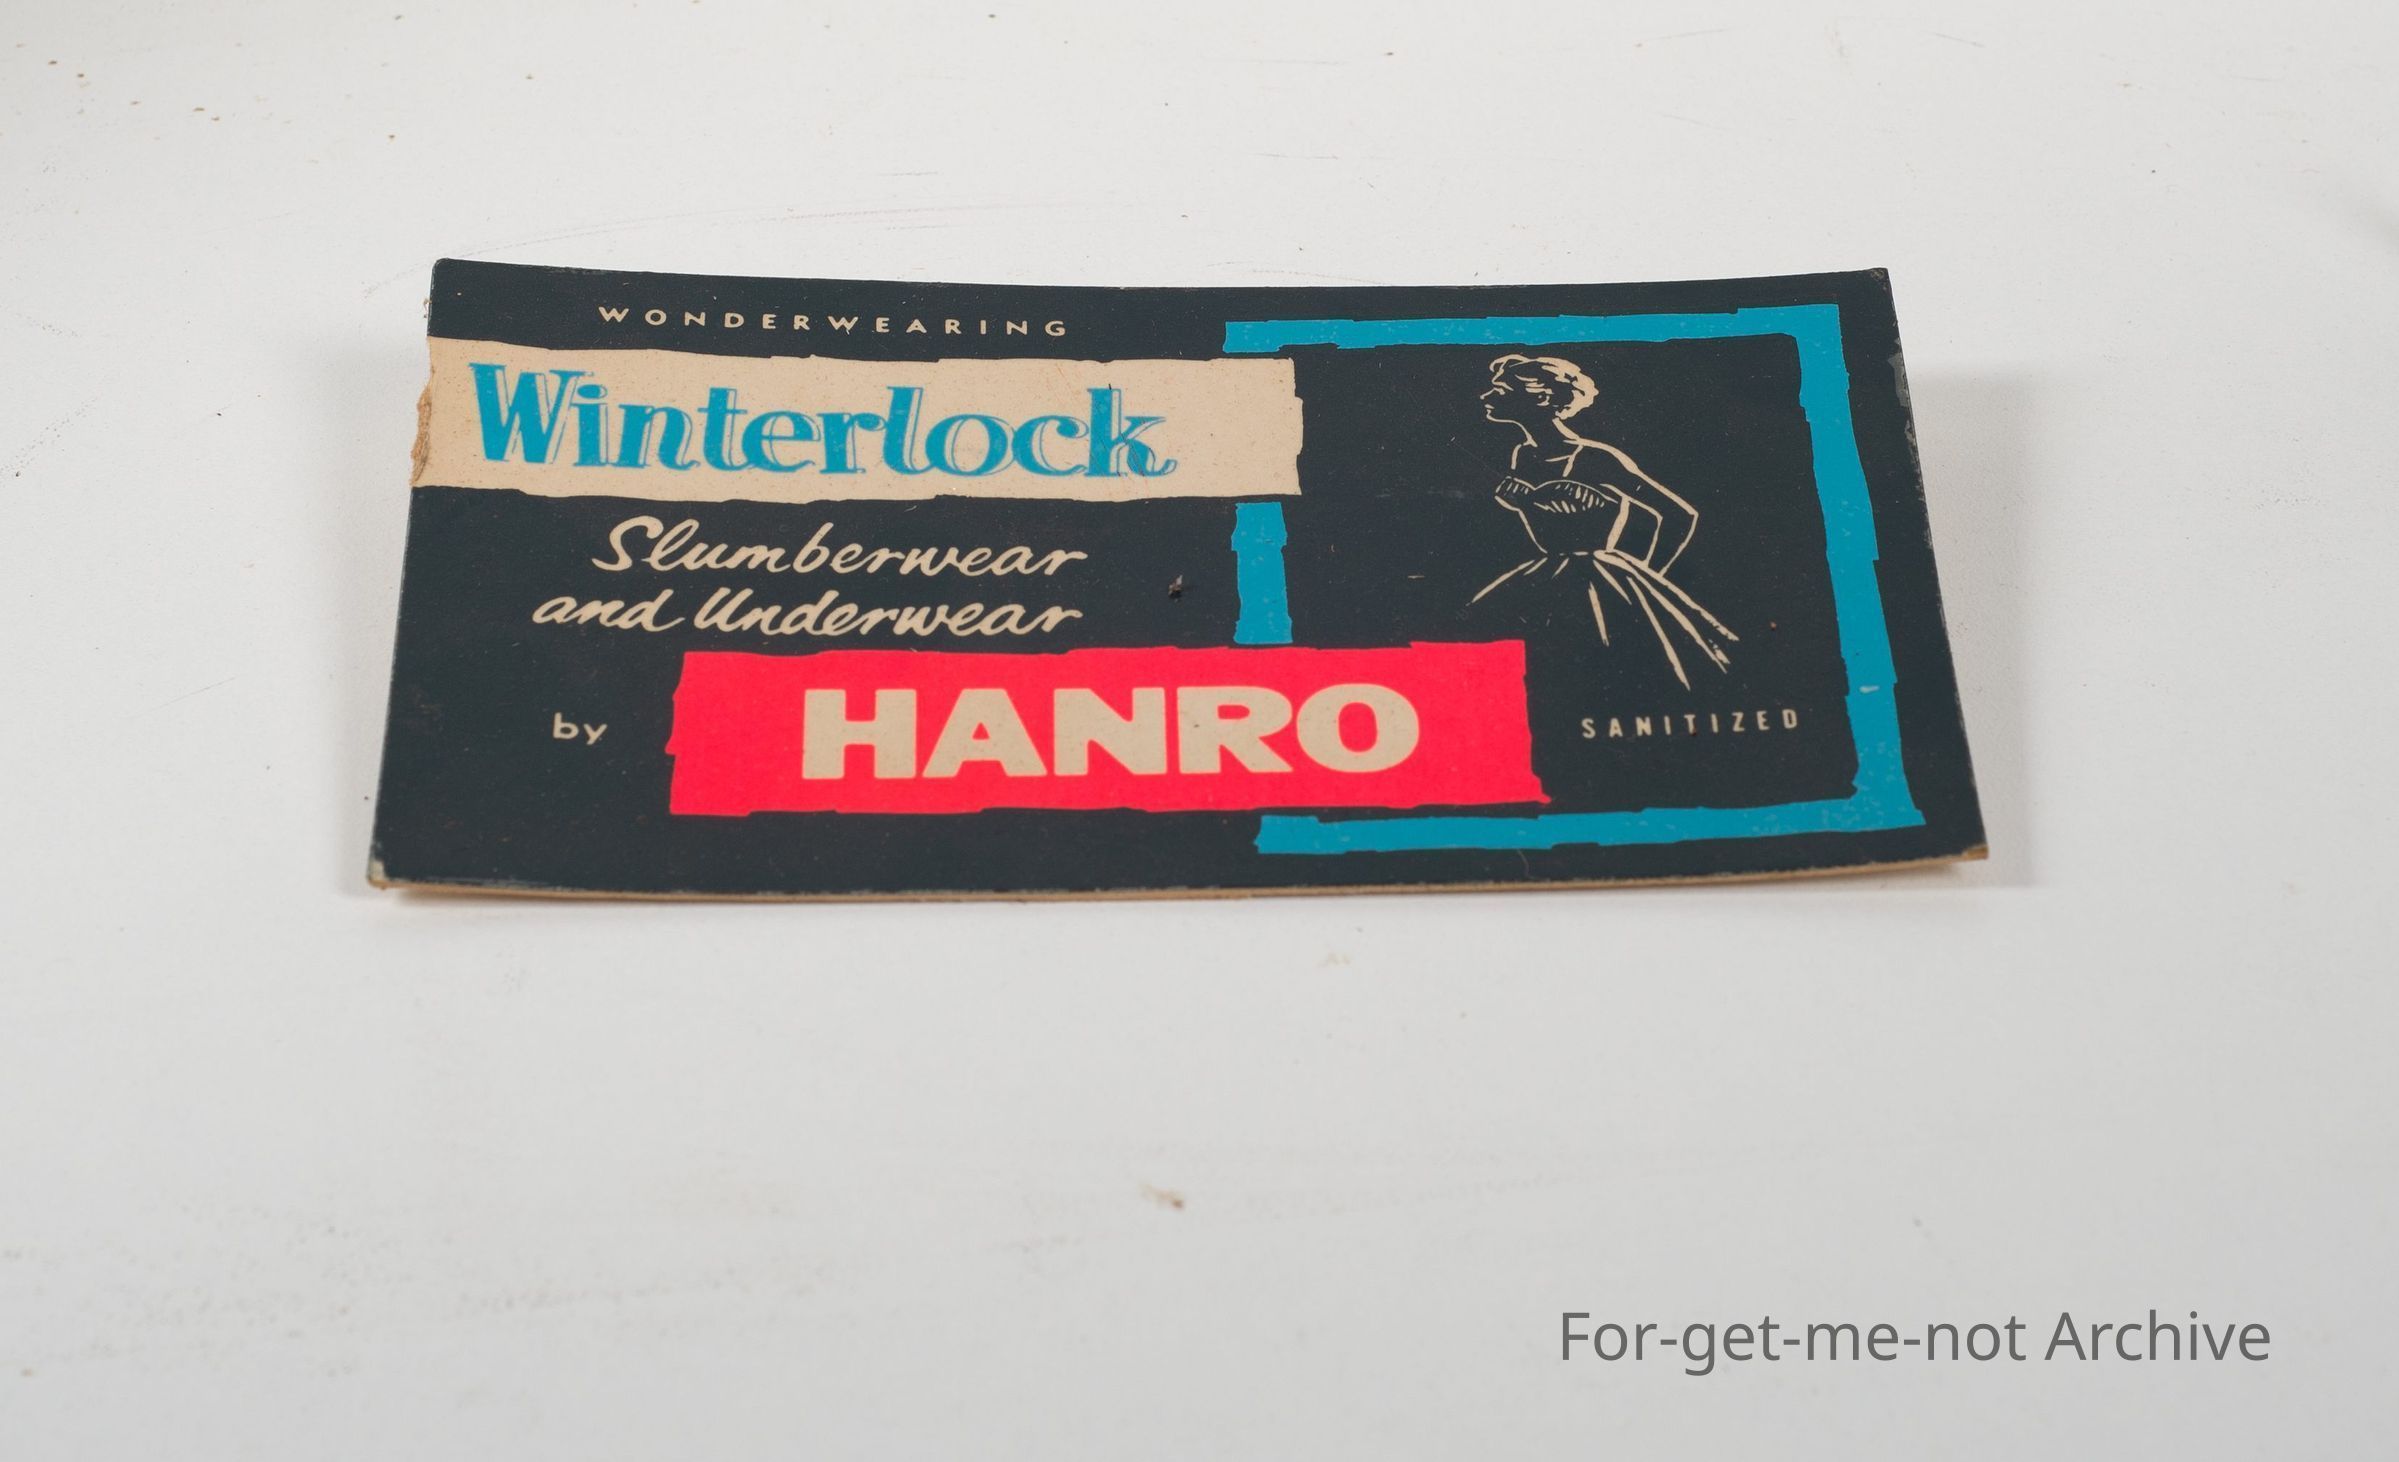 WONDERWEARING
Winterlock
Slumberwear
and Underwear
by HANRO
SANITIZED
For-get-me-not Archive